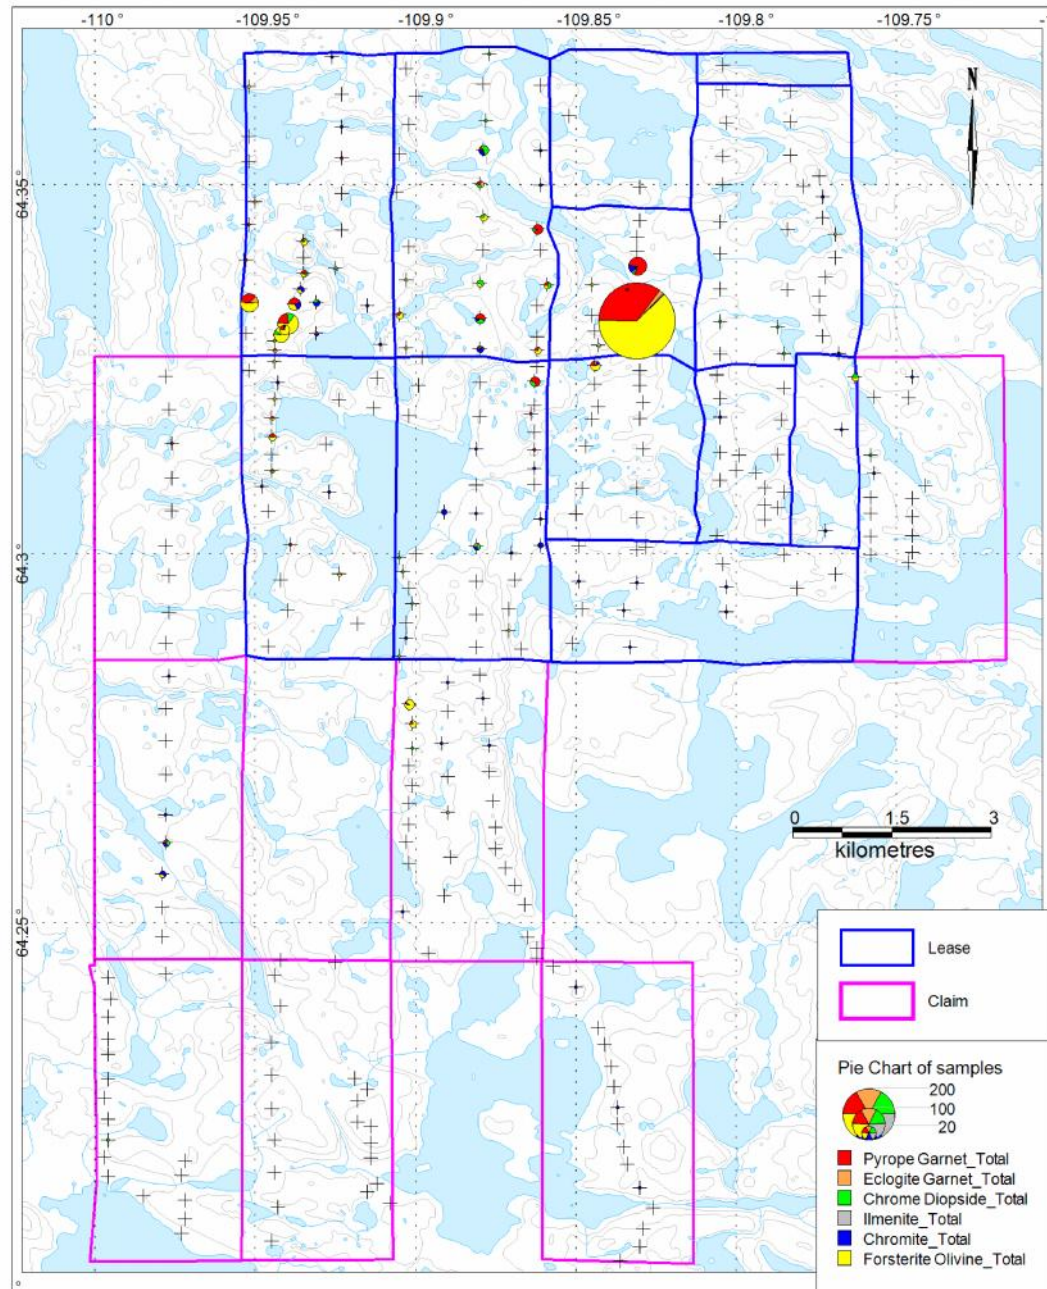 -110 ° -109.95 -109.9 -109.85 -109.8 -109.75
N
64.35°
64.3
0 1.5 3
kilometres
64.25
Lease
Claim
Pie Chart of samples
200
100
20
Pyrope Garnet_Total
Eclogite Garnet_Total
Chrome Diopside_Total
Ilmenite_Total
Chromite_Total
Forsterite Olivine_Total
°